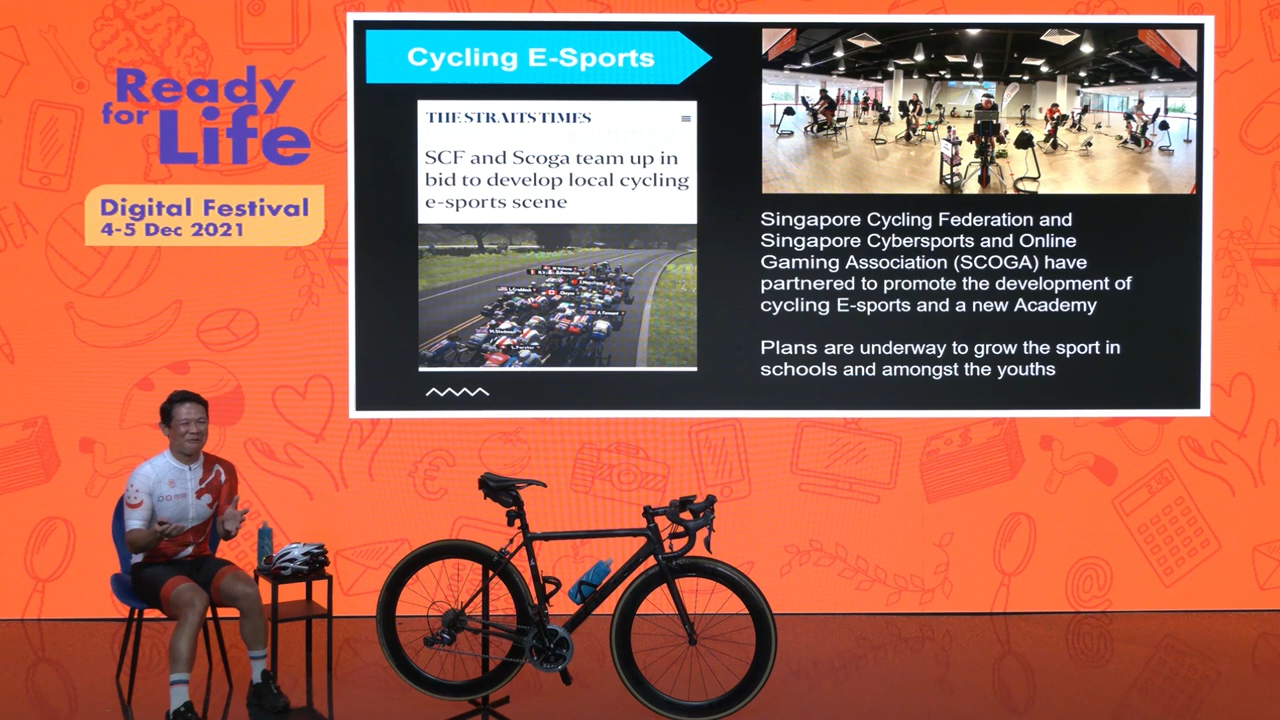 Ready
for
Life
Digital Festival
4-5 Dec 2021
Cycling E-Sports
THE STRAITS TIMES
SCF and Scoga team up in
bid to develop local cycling
e-sports scene
Singapore Cycling Federation and
Singapore Cybersports and Online
Gaming Association (SCOGA) have
partnered to promote the development of
cycling E-sports and a new Academy
Plans are underway to grow the sport in
schools and amongst the youths